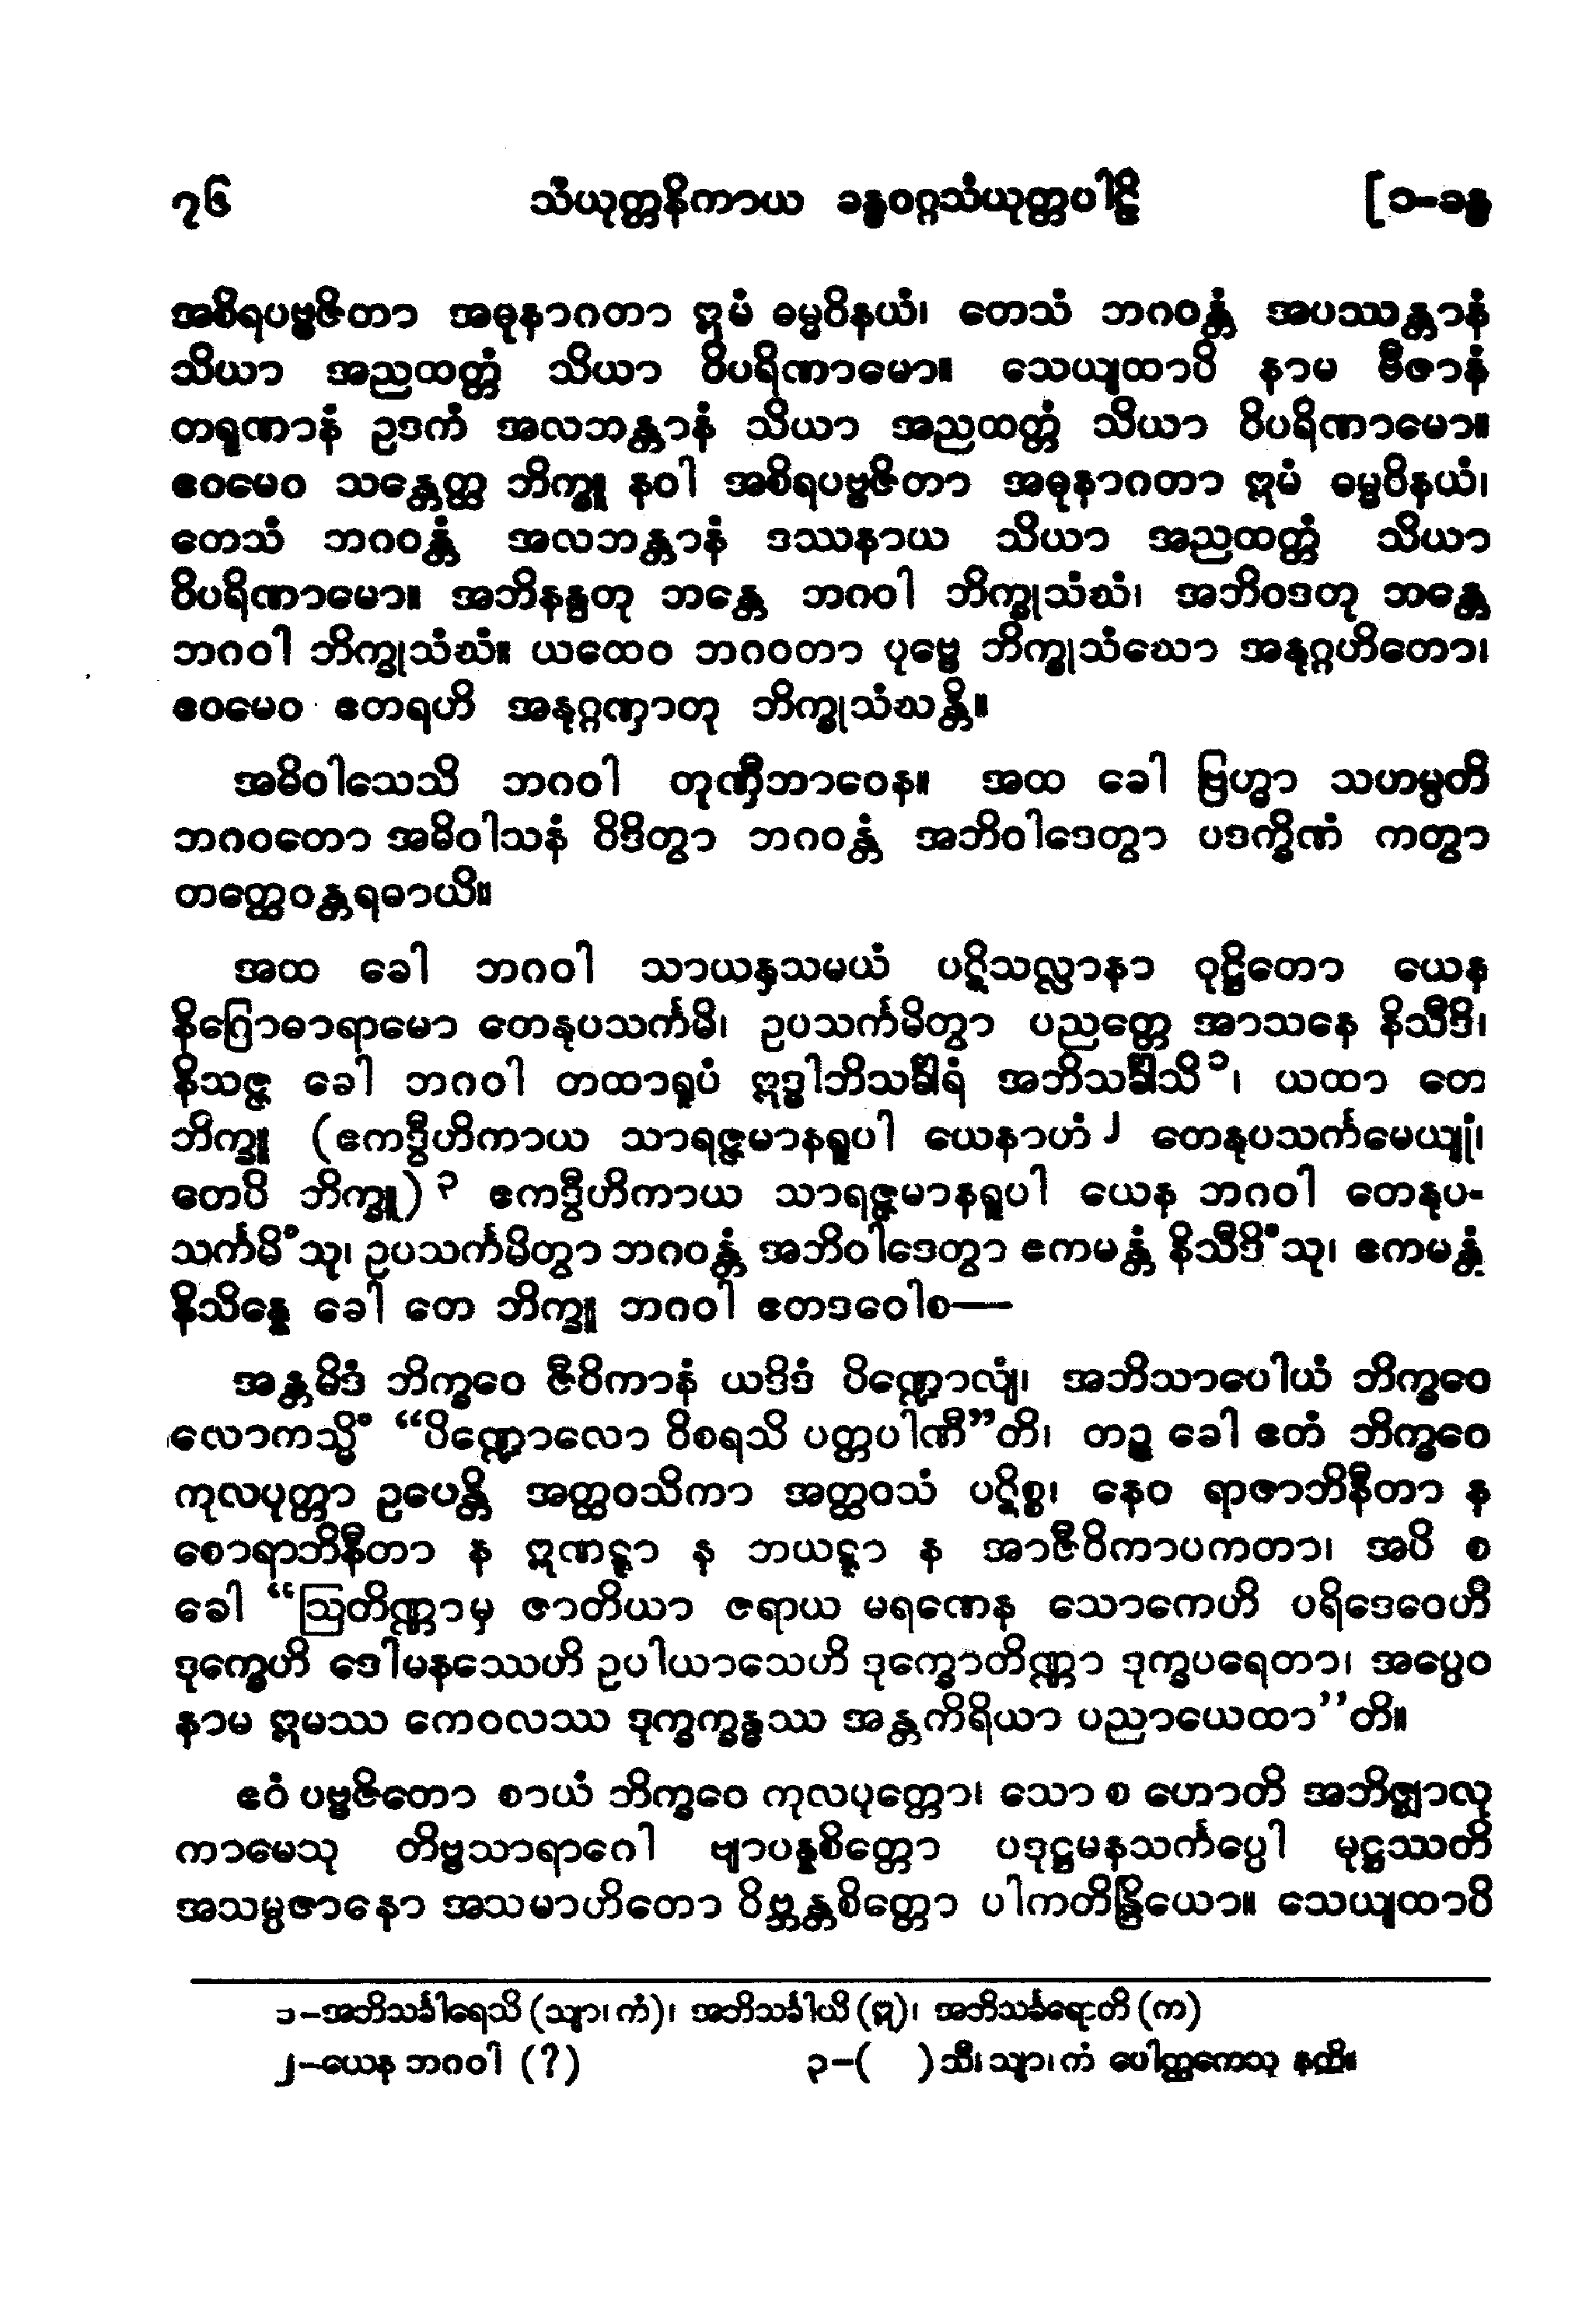 ၇၆ သံယုတ္တနိကာယ ခန္ဓဝဂ္ဂသံယုတ္တပါဠိ [၁-ခန္ဓ
အစိရပဗ္ဗဇိတာ အဓုနာဂတာ ဣမံ ဓမ္မဝိနယံ၊ တေသံ ဘဂဝန္တံ အပဿန္တာနံ
သိယာ အညထတ္တံ သိယာ ဝိပရိဏာမော။ သေယျထာပိ နာမ ဗီဇာနံ
တရုဏာနံ ဥဒကံ အလဘန္တာနံ သိယာ အညထတ္တံ သိယာ ဝိပရိဏာမော။
ဧဝမေဝ သန္တေတ္ထ ဘိက္ခူ နဝါ အစိရပဗ္ဗဇိတာ အဓုနာဂတာ ဣမံ ဓမ္မဝိနယံ၊
တေသံ ဘဂဝန္တံ အလဘန္တာနံ ဒဿနာယ သိယာ အညထတ္တံ သိယာ
ဝိပရိဏာမော။ အဘိနန္ဒတု ဘန္တေ ဘဂဝါ ဘိက္ခုသံဃံ၊ အဘိဝဒတု ဘန္တေ
ဘဂဝါ ဘိက္ခုသံဃံ။ ယထေဝ ဘဂဝတာ ပုဗ္ဗေ ဘိက္ခုသံဃော အနုဂ္ဂဟိတော၊
ဧဝမေဝ ဧတရဟိ အနုဂ္ဂဏှာတု ဘိက္ခုသံဃန္တိ။
အဓိဝါသေသိ ဘဂဝါ တုဏှီဘာဝေန။ အထ ခေါ ဗြဟ္မာ သဟမ္ပတိ
ဘဂဝတော အဓိဝါသနံ ဝိဒိတွာ ဘဂဝန္တံ အဘိဝါဒေတွာ ပဒက္ခိဏံ ကတွာ
တတ္ထေဝန္တရဓာယိ။
အထ ခေါ ဘဂဝါ သာယနှသမယံ ပဋိသလ္လာနာ ဝုဋ္ဌိတော ယေန
နိဂြောဓာရာမော တေနုပသင်္ကမိ၊ ဥပသင်္ကမိတွာ ပညတ္တေ အာသနေ နိသီဒိ၊
နိသဇ္ဇ ခေါ ဘဂဝါ တထာရူပံ ဣဒ္ဓါဘိသင်္ခါရံ အဘိသင်္ခါသိ၁၊ ယထာ တေ
ဘိက္ခူ (ဧကဒွီဟိကာယ သာရဇ္ဇမာနရူပါ ယေနာဟံ၂ တေနုပသင်္ကမေယျုံ၊
တေပိ ဘိက္ခူ)၃ ဧကဒွီဟိကာယ သာရဇ္ဇမာနရူပါ ယေန ဘဂဝါ တေနုပ-
သင်္ကမိံသု၊ ဥပသင်္ကမိတွာ ဘဂဝန္တံ အဘိဝါဒေတွာ ဧကမန္တံ နိသီဒိံသု၊ ဧကမန္တံ
နိသိန္နေ ခေါ တေ ဘိက္ခူ ဘဂဝါ ဧတဒဝေါစ—
အန္တမိဒံ ဘိက္ခဝေ ဇီဝိကာနံ ယဒိဒံ ပိဏ္ဍောလျံ၊ အဘိသာပေါယံ ဘိက္ခဝေ
လောကသ္မိံ “ပိဏ္ဍောလော ဝိစရသိ ပတ္တပါဏီ”တိ၊ တဉ္စ ခေါ ဧတံ ဘိက္ခဝေ
ကုလပုတ္တာ ဥပေန္တိ အတ္ထဝသိကာ အတ္ထဝသံ ပဋိစ္စ၊ နေဝ ရာဇာဘိနီတာ န
စောရာဘိနီတာ န ဣဏဋ္ဋာ န ဘယဋ္ဋာ န အာဇီဝိကာပကတာ၊ အပိ စ
ခေါ “ဩတိဏ္ဏာမှ ဇာတိယာ ဇရာယ မရဏေန သောကေဟိ ပရိဒေဝေဟိ
ဒုက္ခေဟိ ဒေါမနဿေဟိ ဥပါယာသေဟိ ဒုက္ခောတိဏ္ဏာ ဒုက္ခပရေတာ၊ အပ္ပေဝ
နာမ ဣမဿ ကေဝလဿ ဒုက္ခက္ခန္ဓဿ အန္တကိရိယာ ပညာယေထာ”တိ။
ဧဝံ ပဗ္ဗဇိတော စာယံ ဘိက္ခဝေ ကုလပုတ္တော၊ သော စ ဟောတိ အဘိဇ္ဈာလု
ကာမေသု တိဗ္ဗသာရာဂေါ ဗျာပန္နစိတ္တော ပဒုဋ္ဌမနသင်္ကပ္ပေါ မုဋ္ဌဿတိ
အသမ္ပဇာနော အသမာဟိတော ဝိဗ္ဘန္တစိတ္တော ပါကတိန္ဒြိယော။ သေယျထာပိ
၁-အဘိသင်္ခါရေသိ (သျာ၊ ကံ)၊ အဘိသင်္ခါယိ (ဣ)၊ အဘိသင်္ခရောတိ (က)
၂-ယေန ဘဂဝါ (?) ၃-( ) သီ၊ သျာ၊ ကံ ပေါတ္ထကေသု နတ္ထိ။